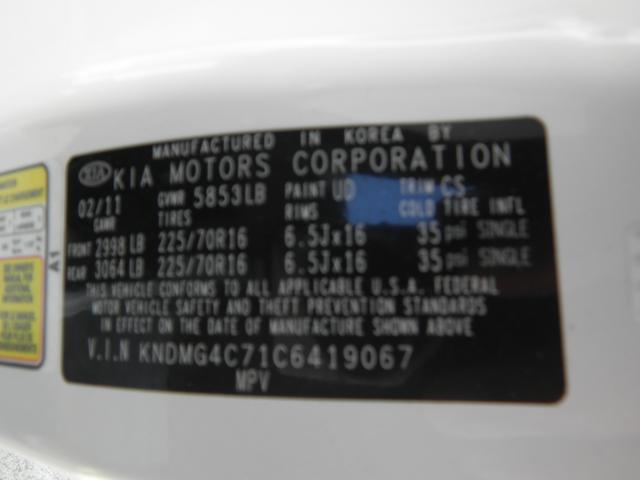 MANUFACTURED IN KOREA BY
KIA KIA MOTORS CORPORATION
02/11 GVWR 5853LB PAINT UD TRIM CS
GAWR TIRES RIMS COLD TIRE INFL
FRONT 2998 LB 225/70R16 6.5Jx16 35 psi SINGLE
REAR 3064 LB 225/70R16 6.5Jx16 35 psi SINGLE
THIS VEHICLE CONFORMS TO ALL APPLICABLE U.S.A. FEDERAL
MOTOR VEHICLE SAFETY AND THEFT PREVENTION STANDARDS
IN EFFECT ON THE DATE OF MANUFACTURE SHOWN ABOVE
V.I.N KNDMG4C71C6419067
MPV
A1